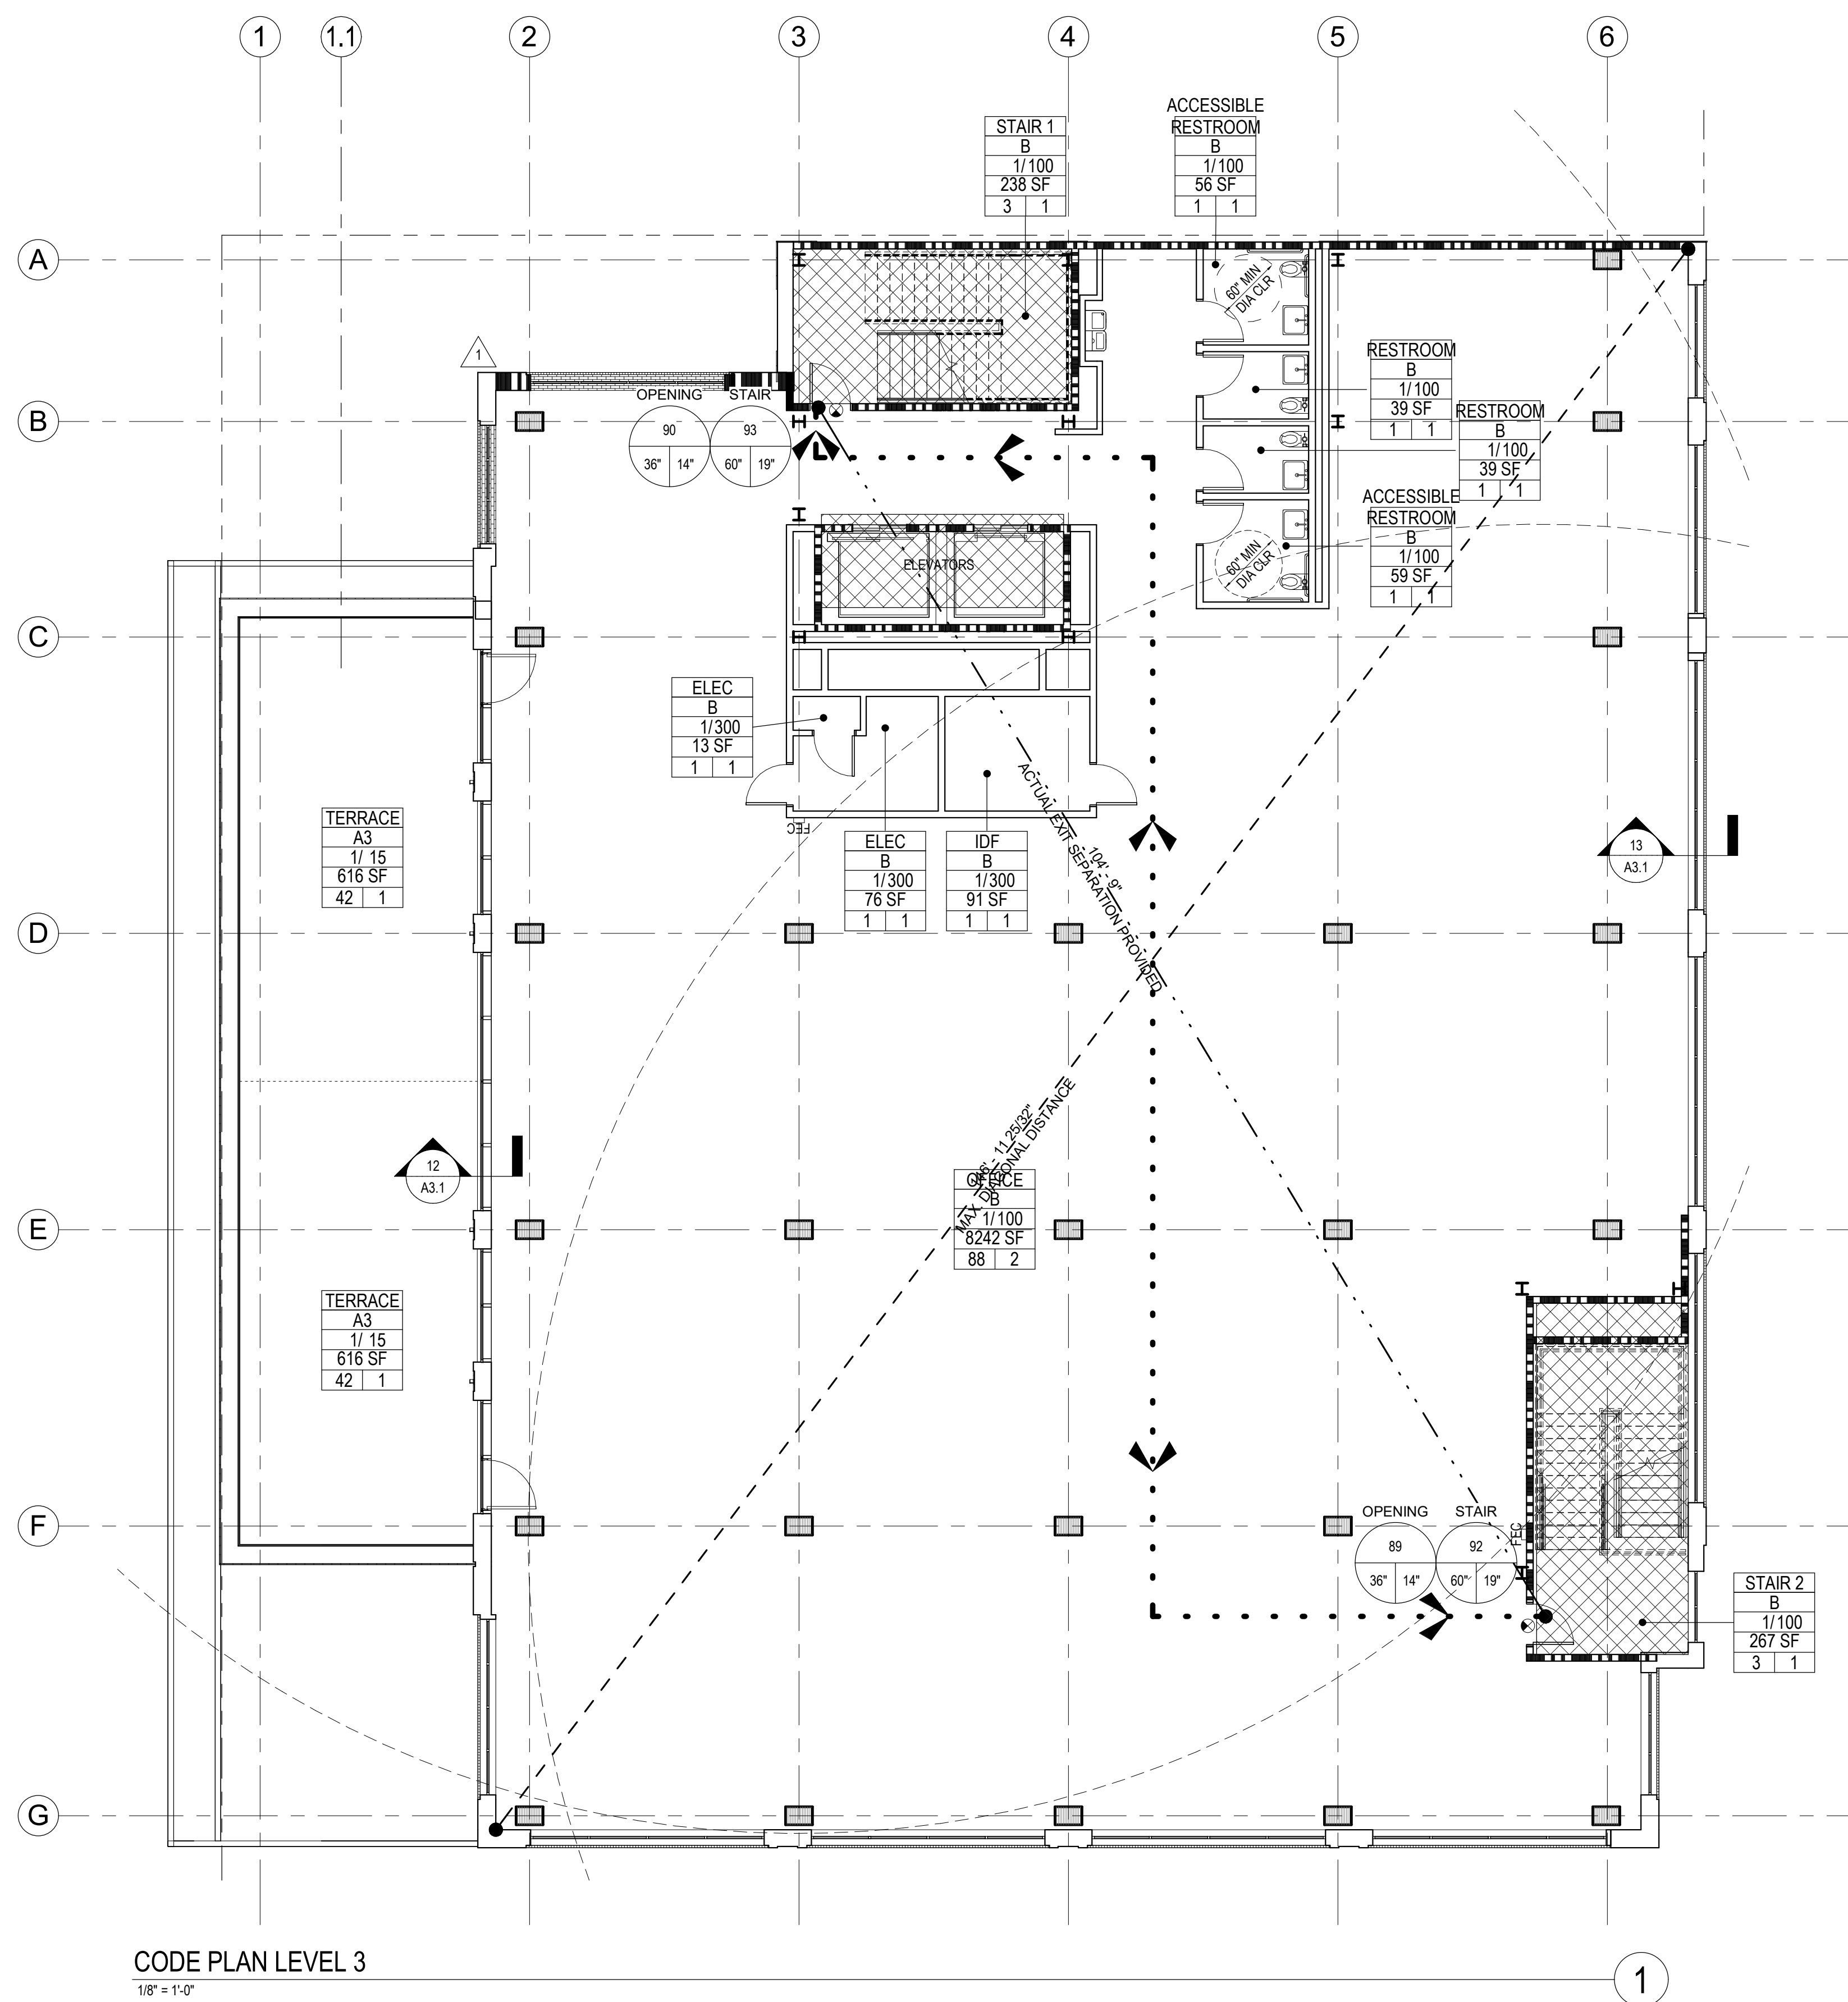 1
1.1
2
3
4
5
6
A
B
C
D
E
F
G
STAIR 1
B
1/100
238 SF
3 1
ACCESSIBLE
RESTROOM
B
1/100
56 SF
1 1
60" MIN
DIA CLR
1
OPENING STAIR
90 93
36" 14" 60" 19"
RESTROOM
B
1/100
39 SF
1 1
RESTROOM
B
1/100
39 SF
1 1
ACCESSIBLE
RESTROOM
B
1/100
59 SF
1 1
60" MIN
DIA CLR
ELEVATORS
ELEC
B
1/300
13 SF
1 1
FEC
ELEC
B
1/300
76 SF
1 1
IDF
B
1/300
91 SF
1 1
104' - 9"
ACTUAL EXIT SEPARATION PROVIDED
TERRACE
A3
1/ 15
616 SF
42 1
13
A3.1
12
A3.1
11 25/32"
MAX. DIAGONAL DISTANCE
OFFICE
B
1/100
8242 SF
88 2
TERRACE
A3
1/ 15
616 SF
42 1
OPENING STAIR
89 92
36" 14" 60" 19"
FEC
STAIR 2
B
1/100
267 SF
3 1
CODE PLAN LEVEL 3
1/8" = 1'-0"
1